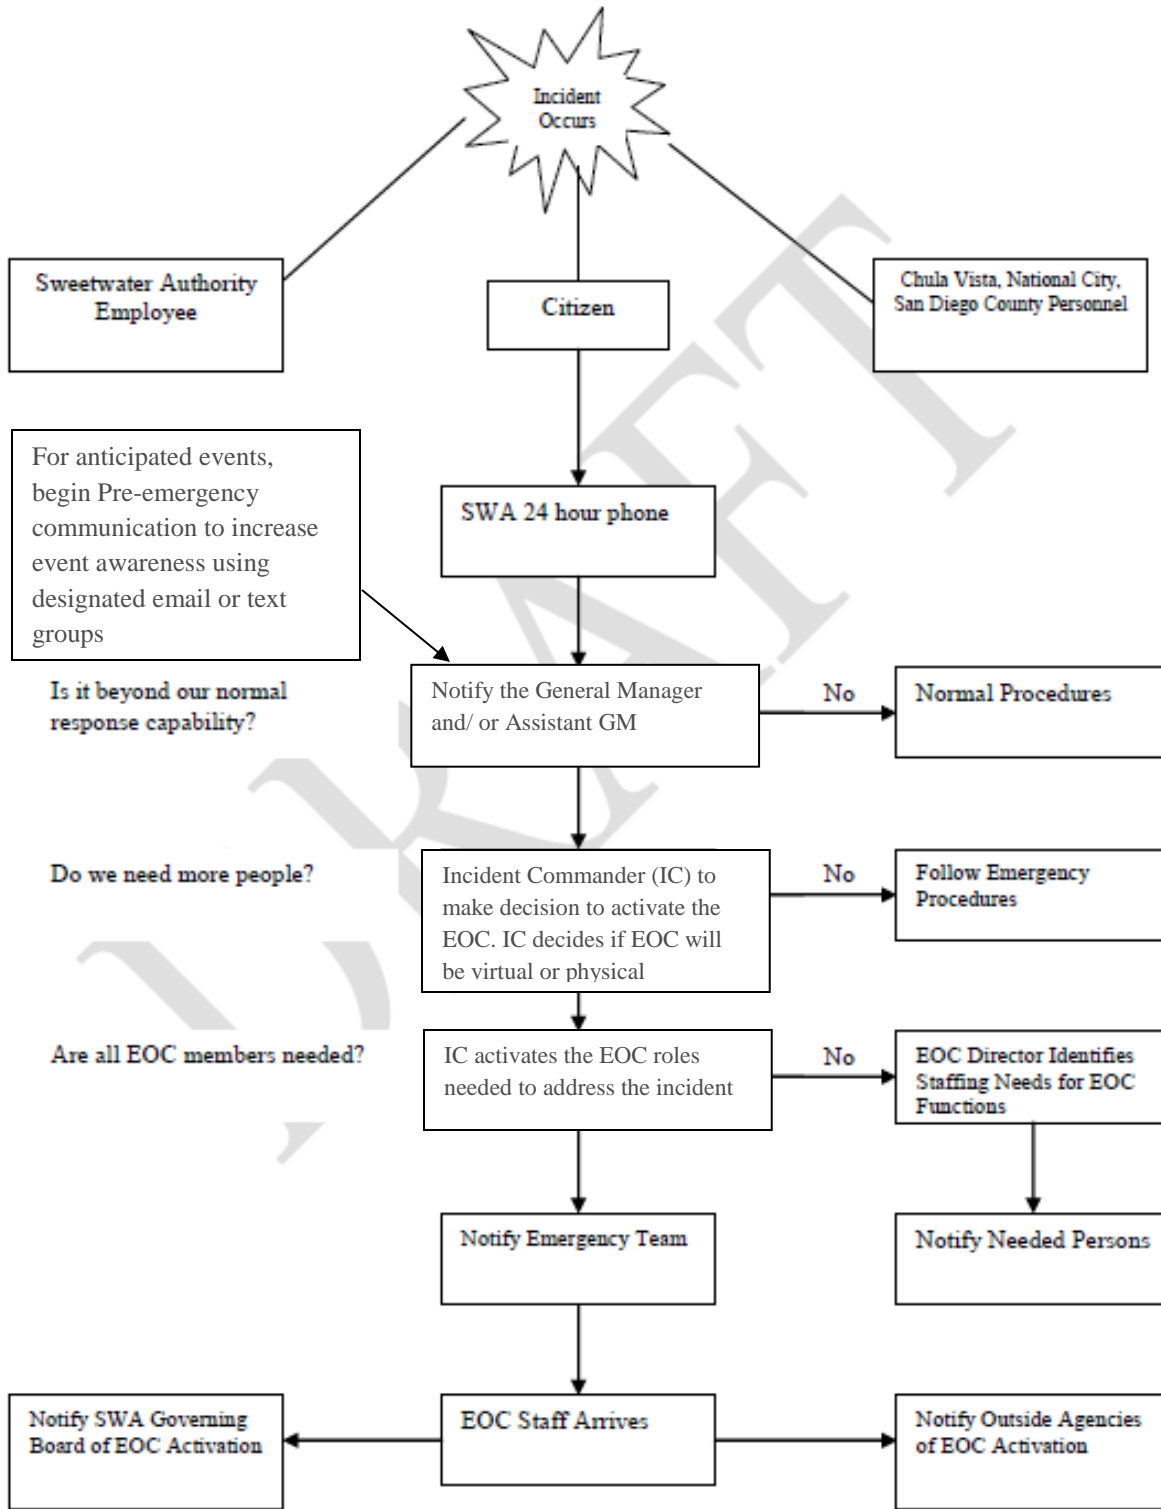 Incident
Occurs
Sweetwater Authority
Employee
Citizen
Chula Vista, National City,
San Diego County Personnel
For anticipated events,
begin Pre-emergency
communication to increase
event awareness using
designated email or text
groups
SWA 24 hour phone
Is it beyond our normal
response capability?
Notify the General Manager
and/ or Assistant GM
No
Normal Procedures
Do we need more people?
Incident Commander (IC) to
make decision to activate the
EOC. IC decides if EOC will
be virtual or physical
No
Follow Emergency
Procedures
Are all EOC members needed?
IC activates the EOC roles
needed to address the incident
No
EOC Director Identifies
Staffing Needs for EOC
Functions
Notify Emergency Team
Notify Needed Persons
Notify SWA Governing
Board of EOC Activation
EOC Staff Arrives
Notify Outside Agencies
of EOC Activation
DRAFT